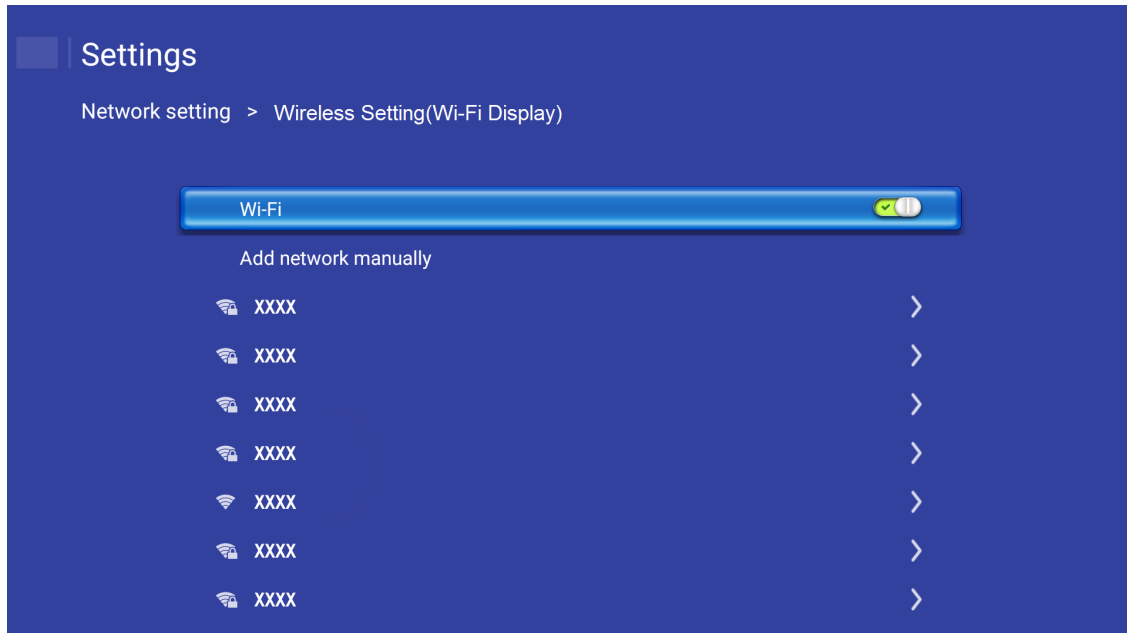 Settings
Network setting > Wireless Setting(Wi-Fi Display)
Wi-Fi
Add network manually
XXXX
XXXX
XXXX
XXXX
XXXX
XXXX
XXXX